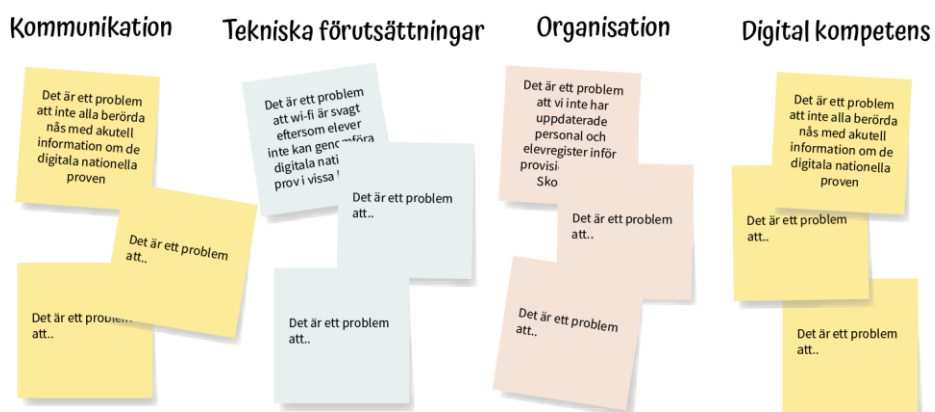 Kommunikation
Det är ett problem
att inte alla berörda
nås med akutell
information om de
digitala nationella
proven
Det är ett problem
att..
Det är ett
att..
Tekniska förutsättningar
Det är ett problem
att wi-fi är svagt
eftersom elever
inte kan genomföra
digitala
prov i vissa
Det är ett problem
att..
Det är ett problem
att..
Organisation
Det är ett problem
att vi inte har
uppdaterade
personal och
elevregister inför
Det är ett problem
att..
Det är ett problem
att..
Digital kompetens
Det är ett problem
att inte alla berörda
nås med akutell
information om de
digitala nationella
proven
Det är ett problem
att..
Det är ett problem
att..